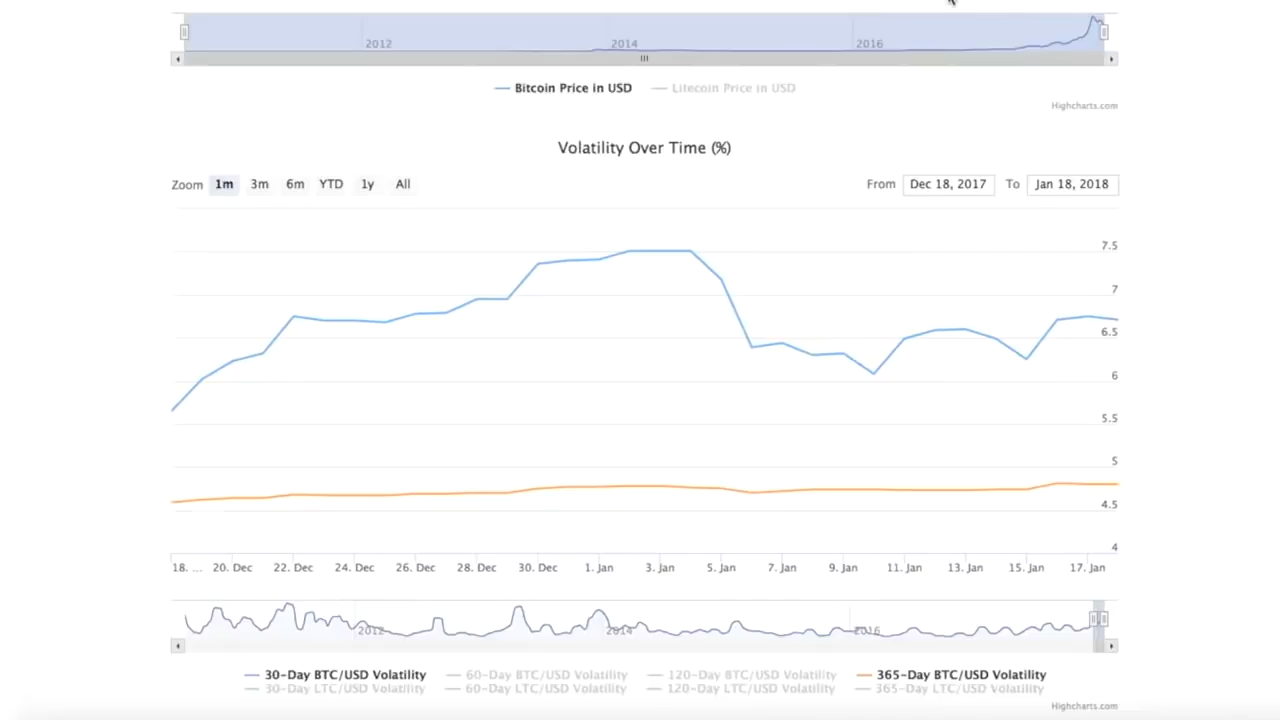 2012 2014 2016
Bitcoin Price in USD Litecoin Price in USD
Highcharts.com
Volatility Over Time (%)
Zoom 1m 3m 6m YTD 1y All From Dec 18, 2017 To Jan 18, 2018
7.5
7
6.5
6
5.5
5
4.5
4
18. ... 20. Dec 22. Dec 24. Dec 26. Dec 28. Dec 30. Dec 1. Jan 3. Jan 5. Jan 7. Jan 9. Jan 11. Jan 13. Jan 15. Jan 17. Jan
2012 2014 2016
30-Day BTC/USD Volatility 60-Day BTC/USD Volatility 120-Day BTC/USD Volatility 365-Day BTC/USD Volatility
30-Day LTC/USD Volatility 60-Day LTC/USD Volatility 120-Day LTC/USD Volatility 365-Day LTC/USD Volatility
Highcharts.com